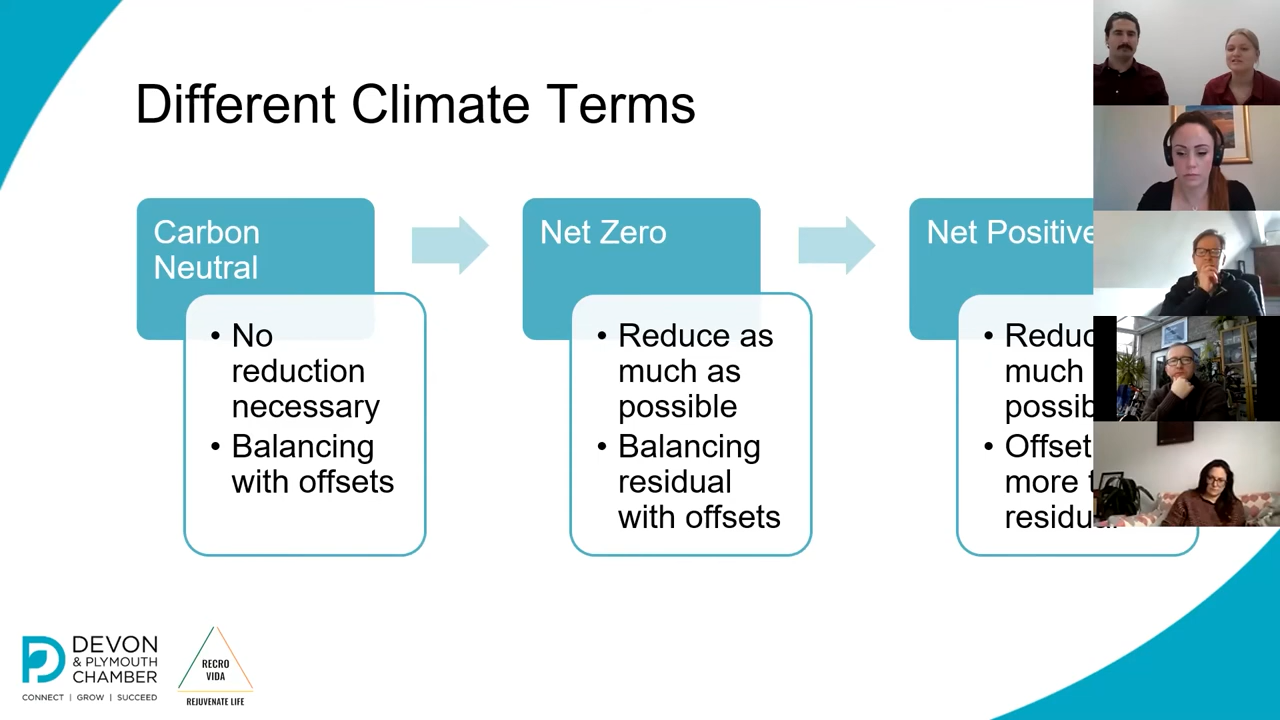 Different Climate Terms
Carbon
Neutral
• No
reduction
necessary
• Balancing
with offsets
Net Zero
• Reduce as
much as
possible
• Balancing
residual
with offsets
Net Positive
• Reduc
much
possib
• Offset
more
residu
DEVON
& PLYMOUTH
CHAMBER
CONNECT | GROW | SUCCEED
RECRO
VIDA
REJUVENATE LIFE